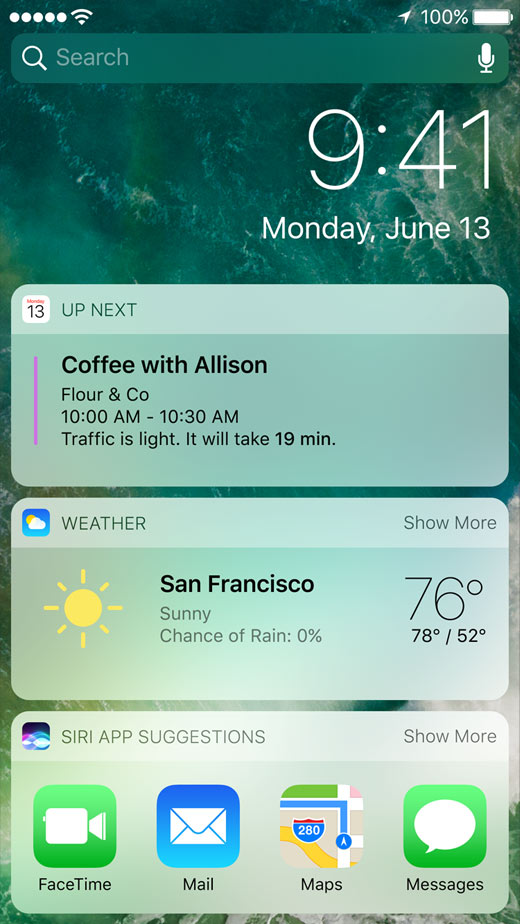 100%
Search
9:41
Monday, June 13
Monday
13
UP NEXT
Coffee with Allison
Flour & Co
10:00 AM - 10:30 AM
Traffic is light. It will take 19 min.
WEATHER
Show More
San Francisco
76°
Sunny
Chance of Rain: 0%
78° / 52°
SIRI APP SUGGESTIONS
Show More
280
FaceTime
Mail
Maps
Messages